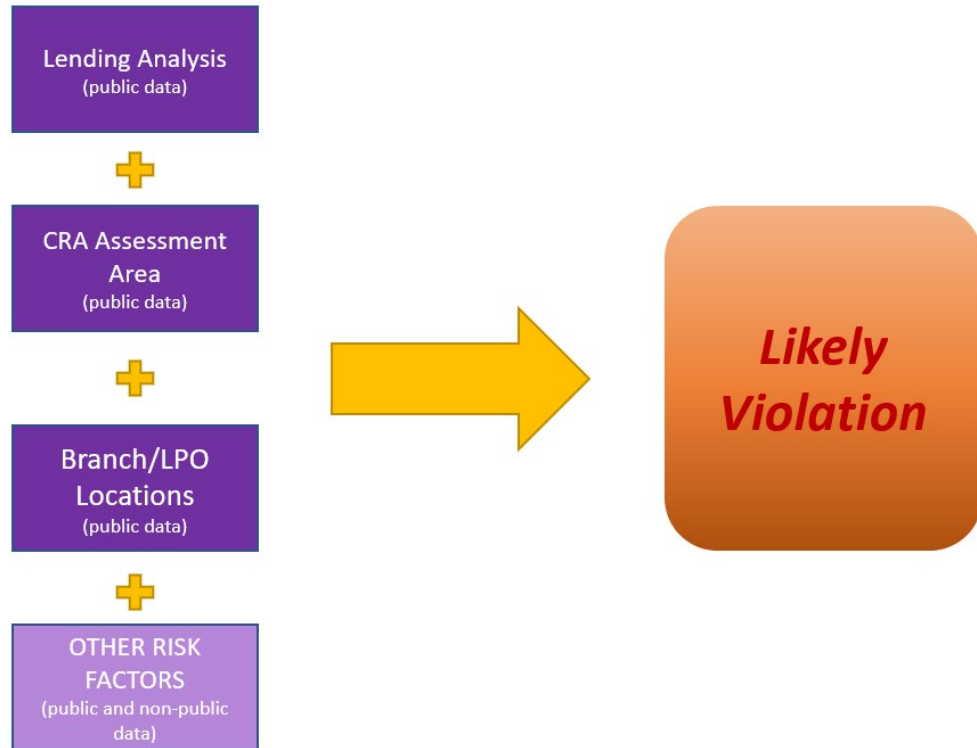 Lending Analysis
(public data)
CRA Assessment
Area
(public data)
Branch/LPO
Locations
(public data)
OTHER RISK
FACTORS
(public and non-public
data)
Likely
Violation